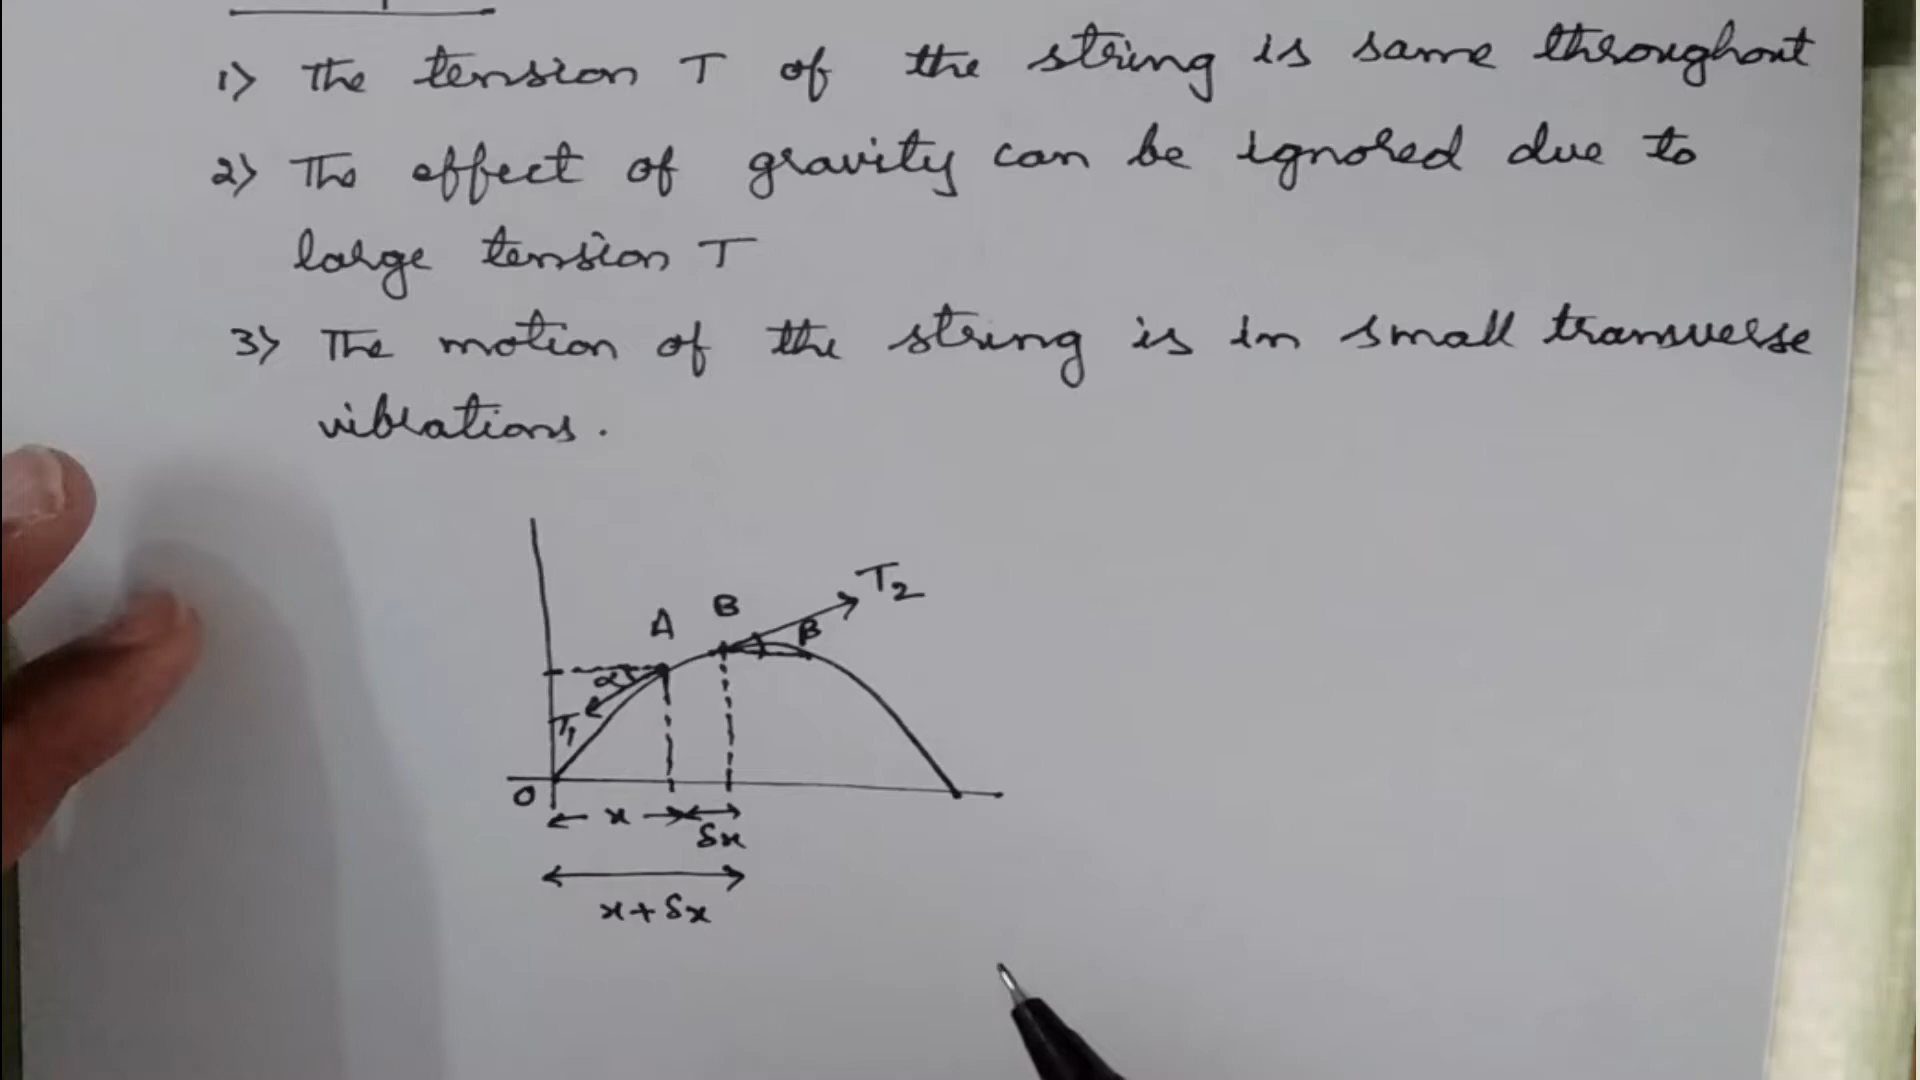 1) The tension T of the string is same throughout
2) The effect of gravity can be ignored due to
large tension T
3) The motion of the string is in small transverse
vibrations.
T2
B
A
β
α
T1
O
x
δx
x+δx